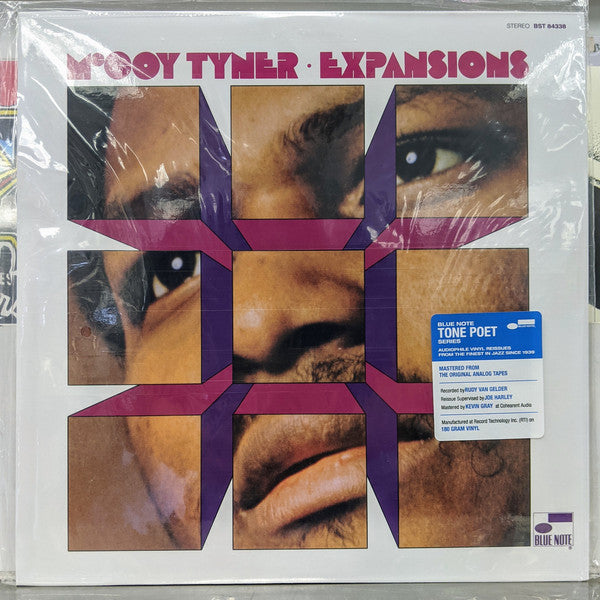 STEREO BST 84338
McCOY TYNER · EXPANSIONS
BLUE NOTE
TONE POET
SERIES
AUDIOPHILE VINYL REISSUES
FROM THE FINEST IN JAZZ SINCE 1939
MASTERED FROM
THE ORIGINAL ANALOG TAPES
Recorded by RUDY VAN GELDER
Reissue Supervised by JOE HARLEY
Mastered by KEVIN GRAY at Cohearent Audio
Manufactured at Record Technology Inc. (RTI) on
180 GRAM VINYL
BLUE NOTE